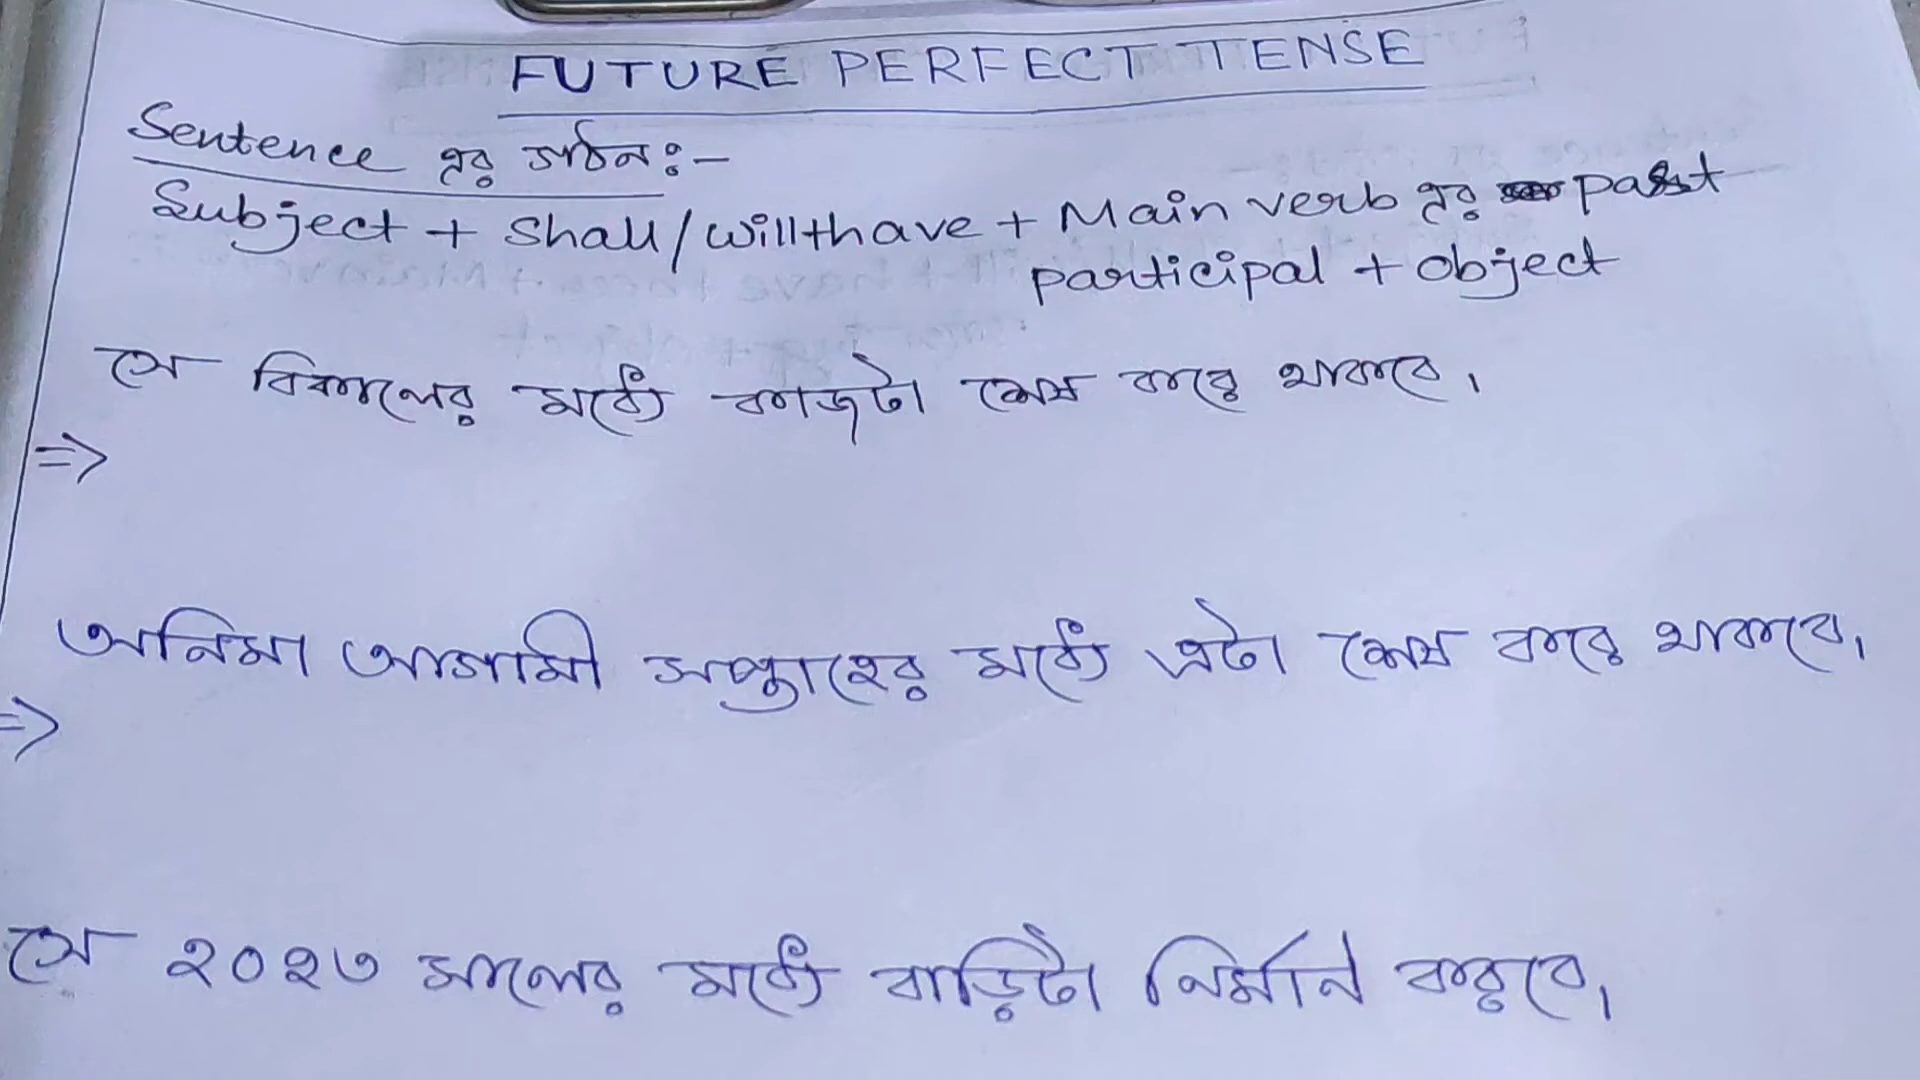 FUTURE PERFECT TENSE
Sentence এর গঠন:-
Subject + Shall/will+have + Main verb এর past
participal + object
সে বিকালের মধ্যে কাজটা শেষ করে থাকবে।
=>
অনিমা আগামী সপ্তাহের মধ্যে এটা শেষ করে থাকবে।
=>
সে ২০২৩ সালের মধ্যে বাড়িটা নির্মান করবে।